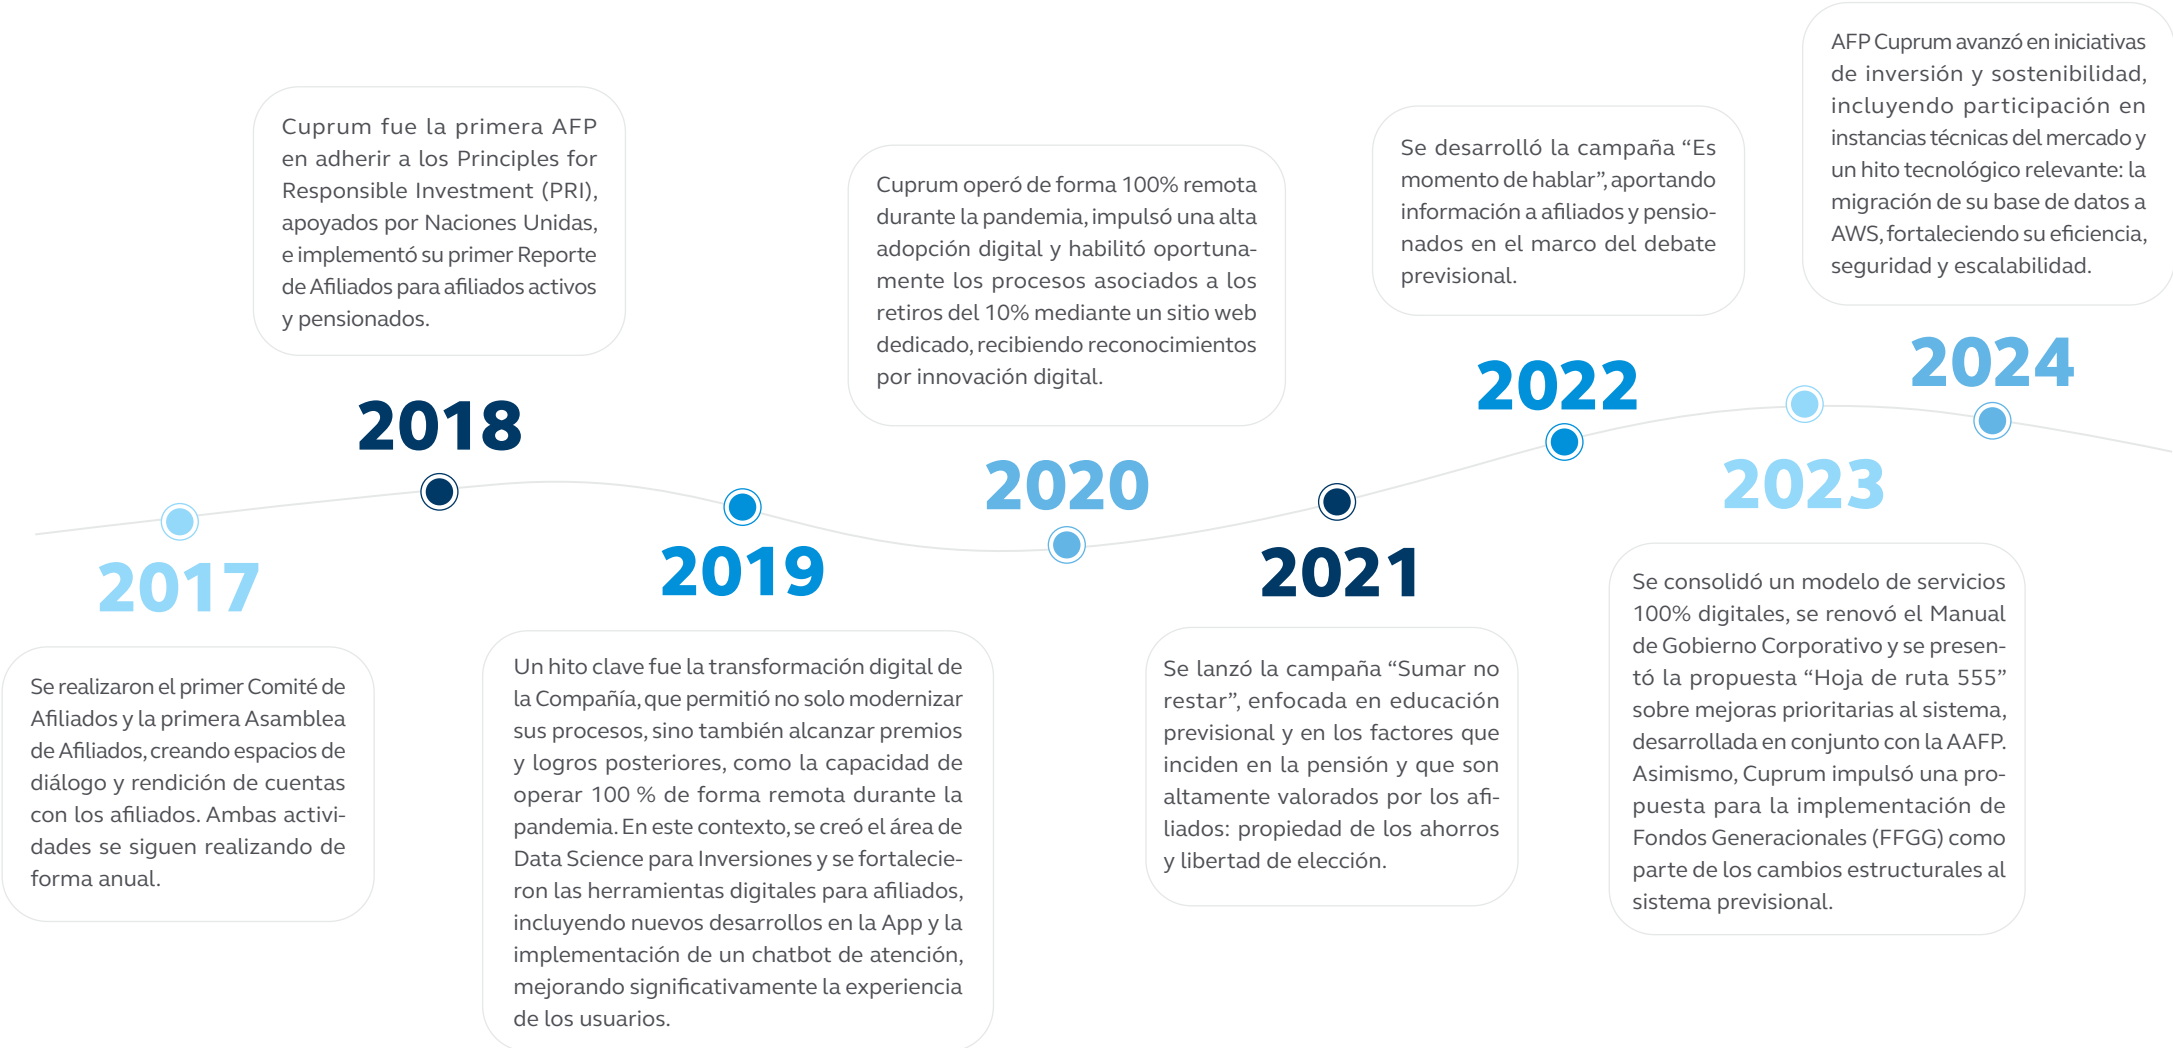 2017
Se realizaron el primer Comité de
Afiliados y la primera Asamblea
de Afiliados, creando espacios de
diálogo y rendición de cuentas
con los afiliados. Ambas activi-
dades se siguen realizando de
forma anual.
Cuprum fue la primera AFP
en adherir a los Principles for
Responsible Investment (PRI),
apoyados por Naciones Unidas,
e implementó su primer Reporte
de Afiliados para afiliados activos
y pensionados.
2018
2019
Un hito clave fue la transformación digital de
la Compañía, que permitió no solo modernizar
sus procesos, sino también alcanzar premios
y logros posteriores, como la capacidad de
operar 100 % de forma remota durante la
pandemia. En este contexto, se creó el área de
Data Science para Inversiones y se fortalecie-
ron las herramientas digitales para afiliados,
incluyendo nuevos desarrollos en la App y la
implementación de un chatbot de atención,
mejorando significativamente la experiencia
de los usuarios.
Cuprum operó de forma 100% remota
durante la pandemia, impulsó una alta
adopción digital y habilitó oportuna-
mente los procesos asociados a los
retiros del 10% mediante un sitio web
dedicado, recibiendo reconocimientos
por innovación digital.
2020
2021
Se lanzó la campaña “Sumar no
restar”, enfocada en educación
previsional y en los factores que
inciden en la pensión y que son
altamente valorados por los afi-
liados: propiedad de los ahorros
y libertad de elección.
Se desarrolló la campaña “Es
momento de hablar”, aportando
información a afiliados y pensio-
nados en el marco del debate
previsional.
2022
2023
Se consolidó un modelo de servicios
100% digitales, se renovó el Manual
de Gobierno Corporativo y se presen-
tó la propuesta “Hoja de ruta 555”
sobre mejoras prioritarias al sistema,
desarrollada en conjunto con la AAFP.
Asimismo, Cuprum impulsó una pro-
puesta para la implementación de
Fondos Generacionales (FFGG) como
parte de los cambios estructurales al
sistema previsional.
AFP Cuprum avanzó en iniciativas
de inversión y sostenibilidad,
incluyendo participación en
instancias técnicas del mercado y
un hito tecnológico relevante: la
migración de su base de datos a
AWS, fortaleciendo su eficiencia,
seguridad y escalabilidad.
2024